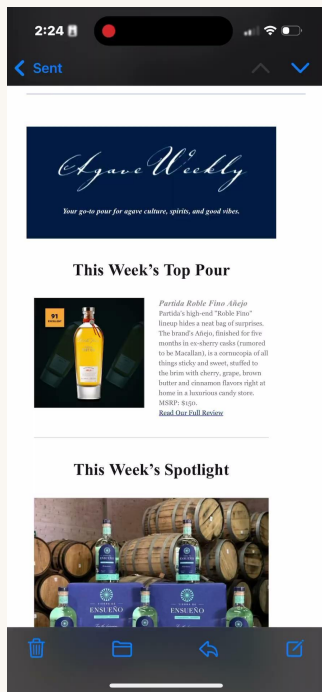 2:24
Sent
Agave Weekly
Your go-to pour for agave culture, spirits, and good vibes.
This Week's Top Pour
91
Partida Roble Fino Añejo
Partida's high-end "Roble Fino"
lineup hides a neat bag of surprises.
The brand's Añejo, finished for five
months in ex-sherry casks (rumored
to be Macallan), is a cornucopia of all
things sticky and sweet, stuffed to
the brim with cherry, grape, brown
butter and cinnamon flavors right at
home in a luxurious candy store.
MSRP: $150.
Read Our Full Review
This Week's Spotlight
ENSUEÑO
ENSUEÑO